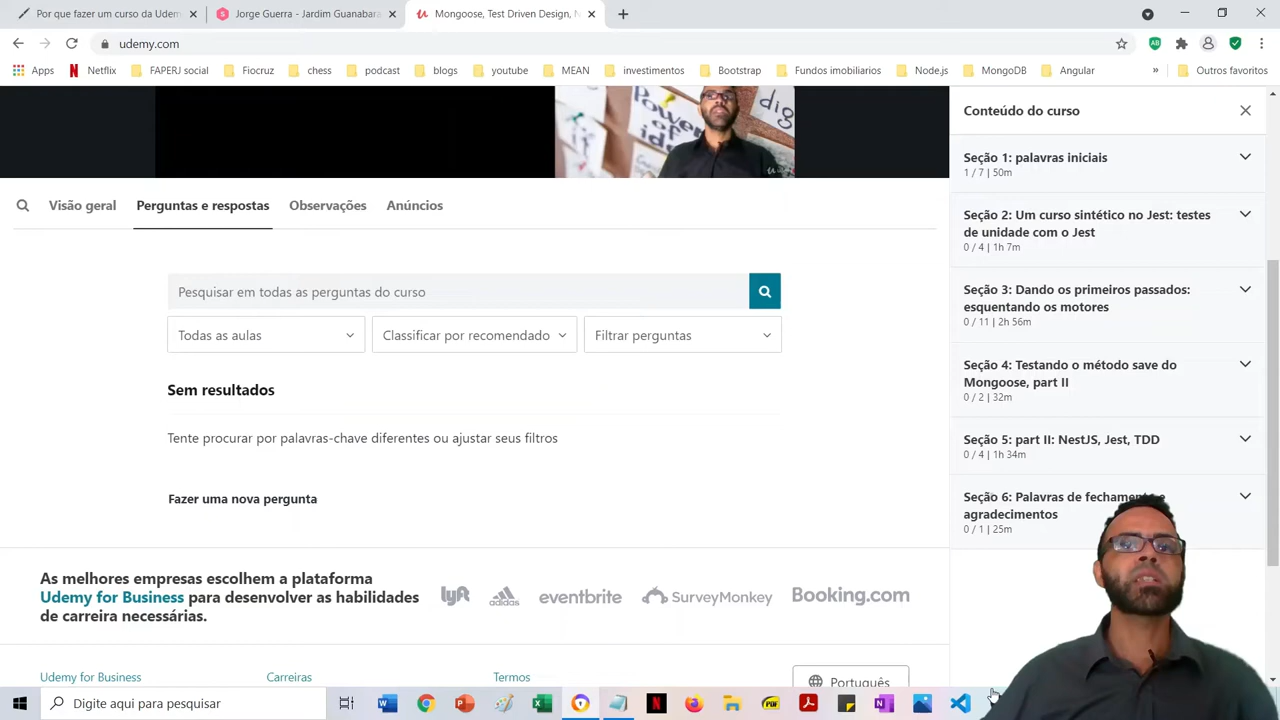 Por que fazer um curso da Udem
Jorge Guerra - Jardim Guanabara
Mongoose, Test Driven Design, N
udemy.com
Apps
Netflix
FAPERJ social
Fiocruz
chess
podcast
blogs
youtube
MEAN
investimentos
Bootstrap
Fundos imobiliarios
Node.js
MongoDB
Angular
»
Outros favoritos
Power
of
dig
Visão geral
Perguntas e respostas
Observações
Anúncios
Pesquisar em todas as perguntas do curso
Todas as aulas
Classificar por recomendado
Filtrar perguntas
Sem resultados
Tente procurar por palavras-chave diferentes ou ajustar seus filtros
Fazer uma nova pergunta
Conteúdo do curso
Seção 1: palavras iniciais
1 / 7 | 50m
Seção 2: Um curso sintético no Jest: testes
de unidade com o Jest
0 / 4 | 1h 7m
Seção 3: Dando os primeiros passados:
esquentando os motores
0 / 11 | 2h 56m
Seção 4: Testando o método save do
Mongoose, part II
0 / 2 | 32m
Seção 5: part II: NestJS, Jest, TDD
0 / 4 | 1h 34m
Seção 6: Palavras de fechamento e
agradecimentos
0 / 1 | 25m
As melhores empresas escolhem a plataforma
Udemy for Business para desenvolver as habilidades
de carreira necessárias.
lyft
adidas
eventbrite
SurveyMonkey
Booking.com
Udemy for Business
Carreiras
Termos
Português
Digite aqui para pesquisar